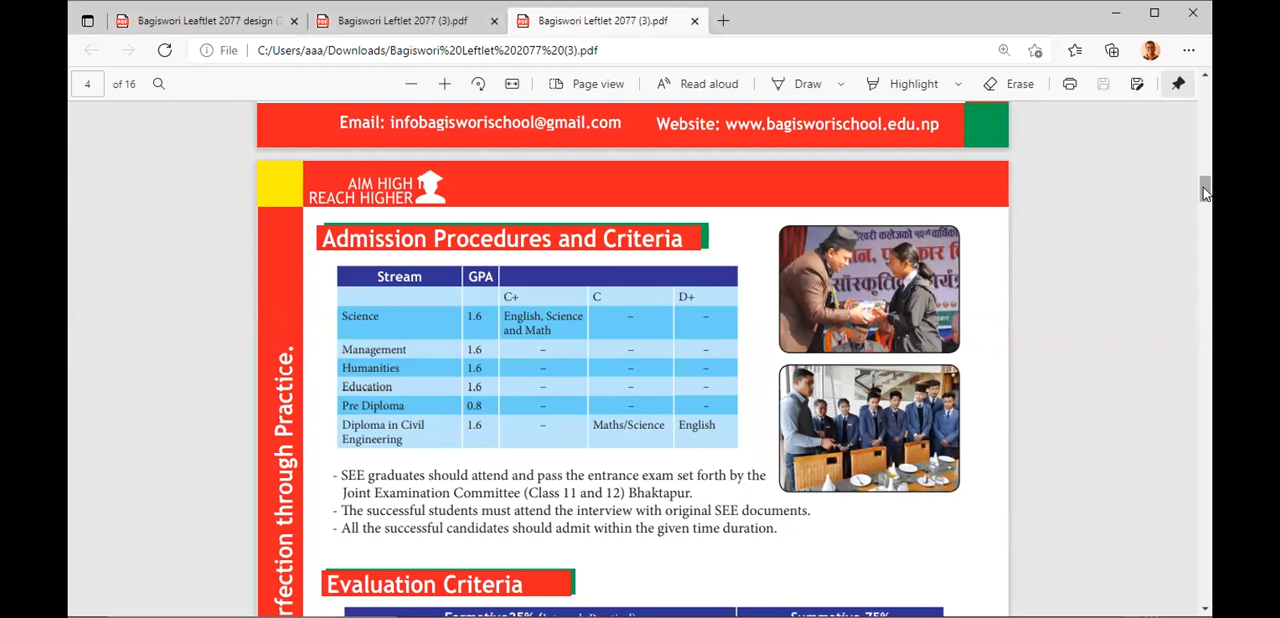 Bagiswori Leaftlet 2077 design (
Bagiswori Leftlet 2077 (3).pdf
Bagiswori Leftlet 2077 (3).pdf
File
C:/Users/aaa/Downloads/Bagiswori%20Leftlet%202077%20(3).pdf
4 of 16
Page view
Read aloud
Draw
Highlight
Erase
Email: infobagisworischool@gmail.com Website: www.bagisworischool.edu.np
AIM HIGH
REACH HIGHER
Admission Procedures and Criteria
Stream GPA
C+ C D+
Science 1.6 English, Science and Math – –
Management 1.6 – – –
Humanities 1.6 – – –
Education 1.6 – – –
Pre Diploma 0.8 – – –
Diploma in Civil Engineering 1.6 – Maths/Science English
- SEE graduates should attend and pass the entrance exam set forth by the
Joint Examination Committee (Class 11 and 12) Bhaktapur.
- The successful students must attend the interview with original SEE documents.
- All the successful candidates should admit within the given time duration.
Evaluation Criteria
rfection through Practice.